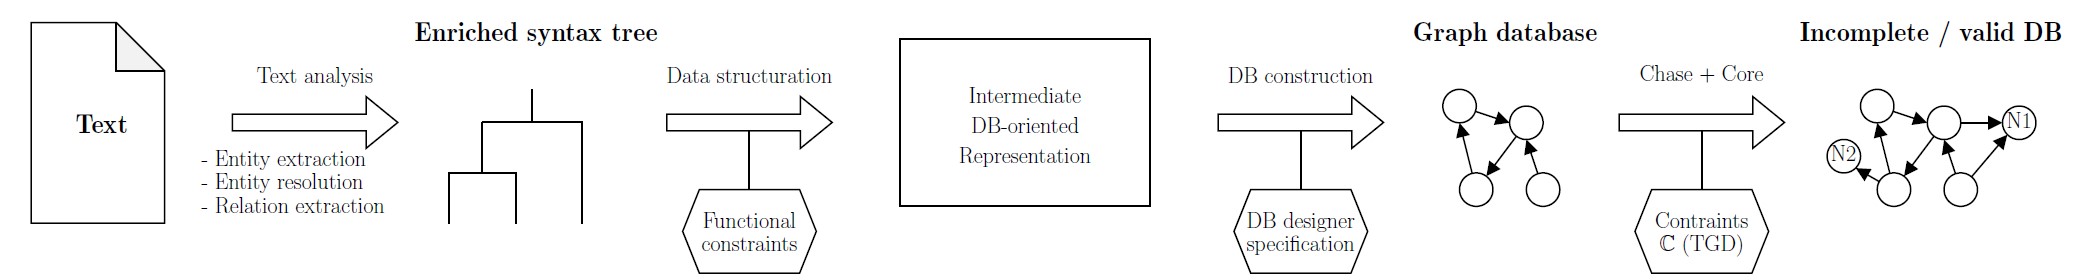 Text
Text analysis
- Entity extraction
- Entity resolution
- Relation extraction
Enriched syntax tree
Data structuration
Functional
constraints
Intermediate
DB-oriented
Representation
DB construction
DB designer
specification
Graph database
Chase + Core
Contraints
ℂ (TGD)
Incomplete / valid DB
N1
N2